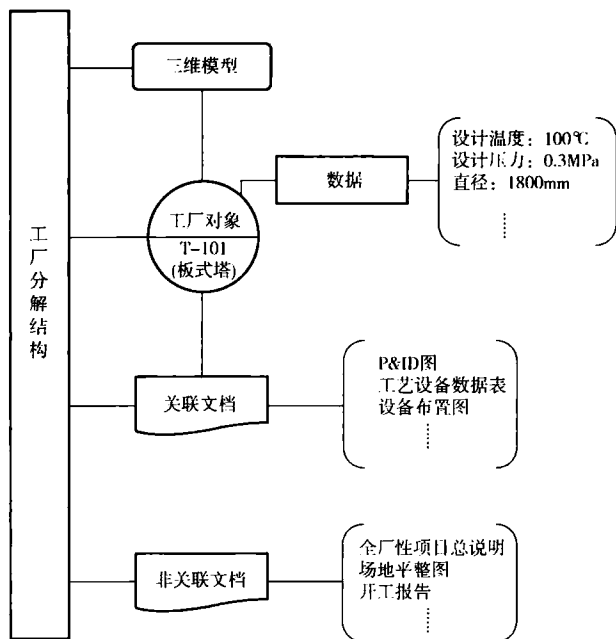 工厂分解结构
三维模型
工厂对象
T-101
(板式塔)
数据
设计温度：100℃
设计压力：0.3MPa
直径：1800mm
关联文档
P&ID图
工艺设备数据表
设备布置图
非关联文档
全厂性项目总说明
场地平整图
开工报告